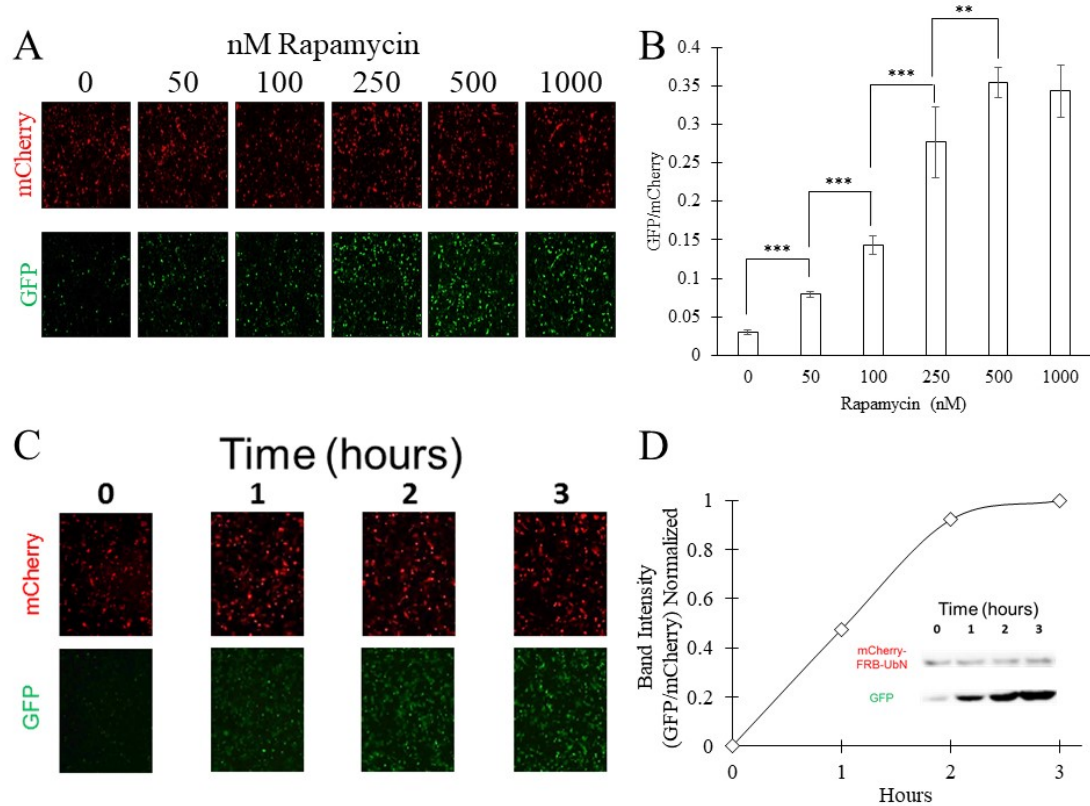 A
nM Rapamycin
0 50 100 250 500 1000
mCherry
GFP
B
GFP/mCherry
0.4
0.35
0.3
0.25
0.2
0.15
0.1
0.05
0
***
***
***
**
0 50 100 250 500 1000
Rapamycin (nM)
C
Time (hours)
0 1 2 3
mCherry
GFP
D
Band Intensity
(GFP/mCherry) Normalized
1
0.8
0.6
0.4
0.2
0
Time (hours)
0 1 2 3
mCherry-
FRB-UbN
GFP
0 1 2 3
Hours